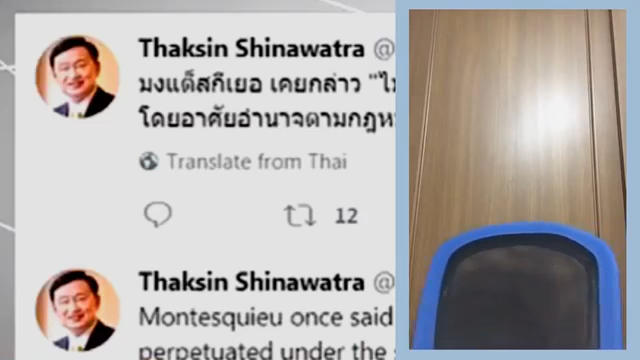 Thaksin Shinawatra @
มงแต็สกีเยอ เคยกล่าว "ไม
โดยอาศัยอำนาจตามกฎห
Translate from Thai
12
Thaksin Shinawatra @
Montesquieu once said
perpetuated under the